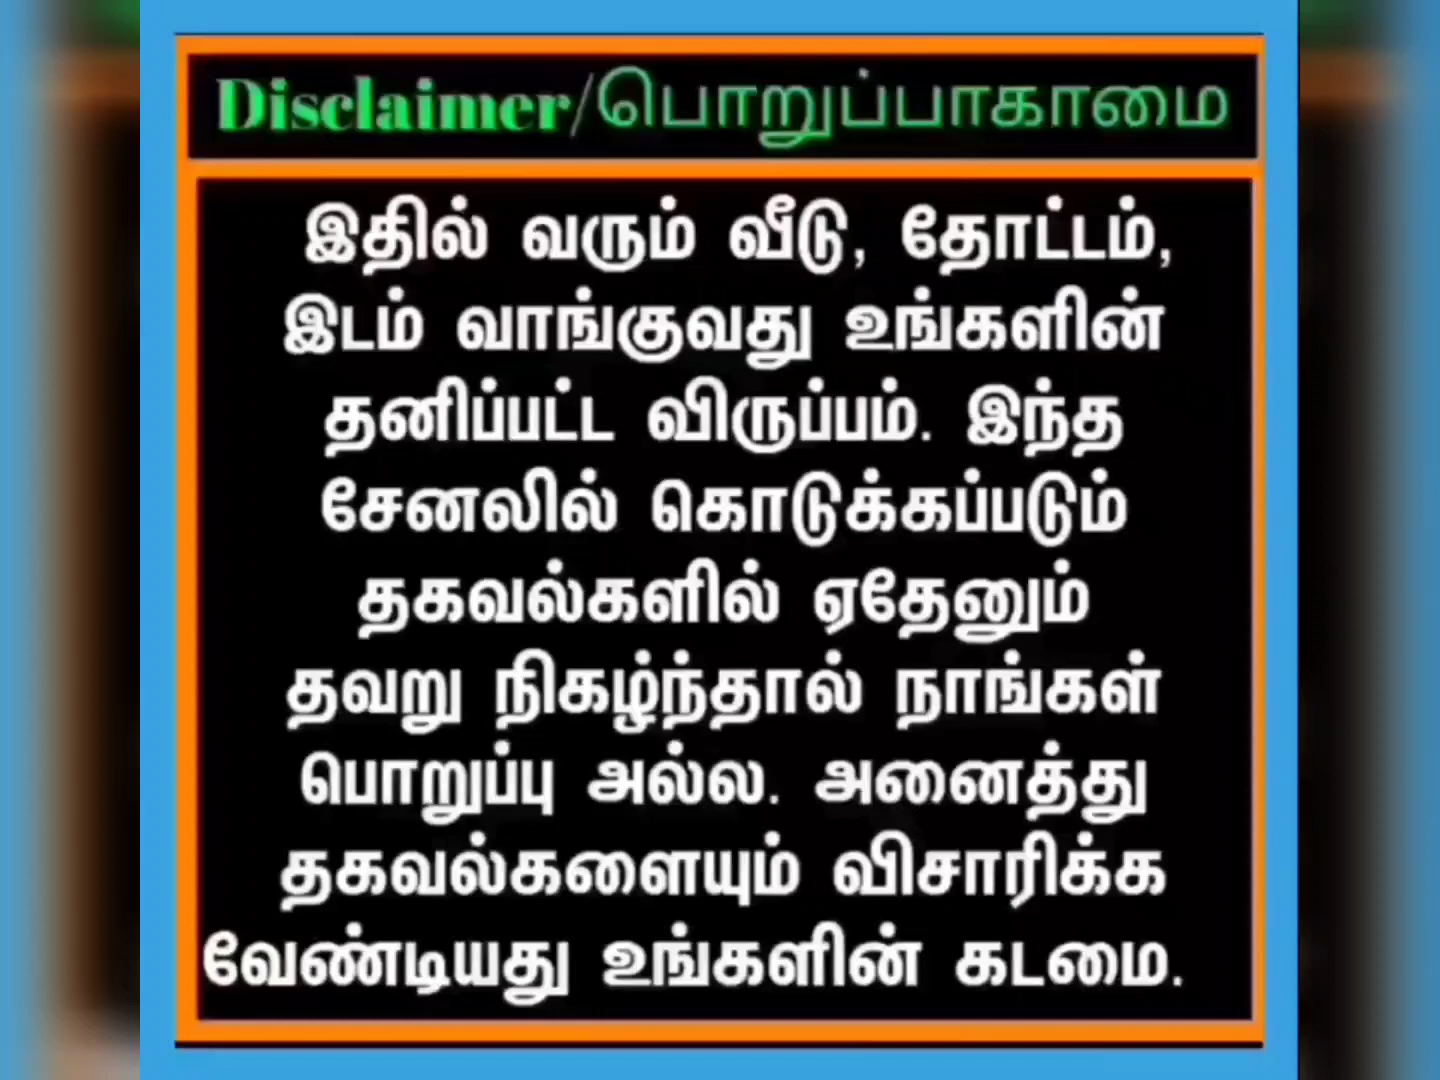 Disclaimer/பொறுப்பாகாமை
இதில் வரும் வீடு, தோட்டம்,
இடம் வாங்குவது உங்களின்
தனிப்பட்ட விருப்பம். இந்த
சேனலில் கொடுக்கப்படும்
தகவல்களில் ஏதேனும்
தவறு நிகழ்ந்தால் நாங்கள்
பொறுப்பு அல்ல. அனைத்து
தகவல்களையும் விசாரிக்க
வேண்டியது உங்களின் கடமை.